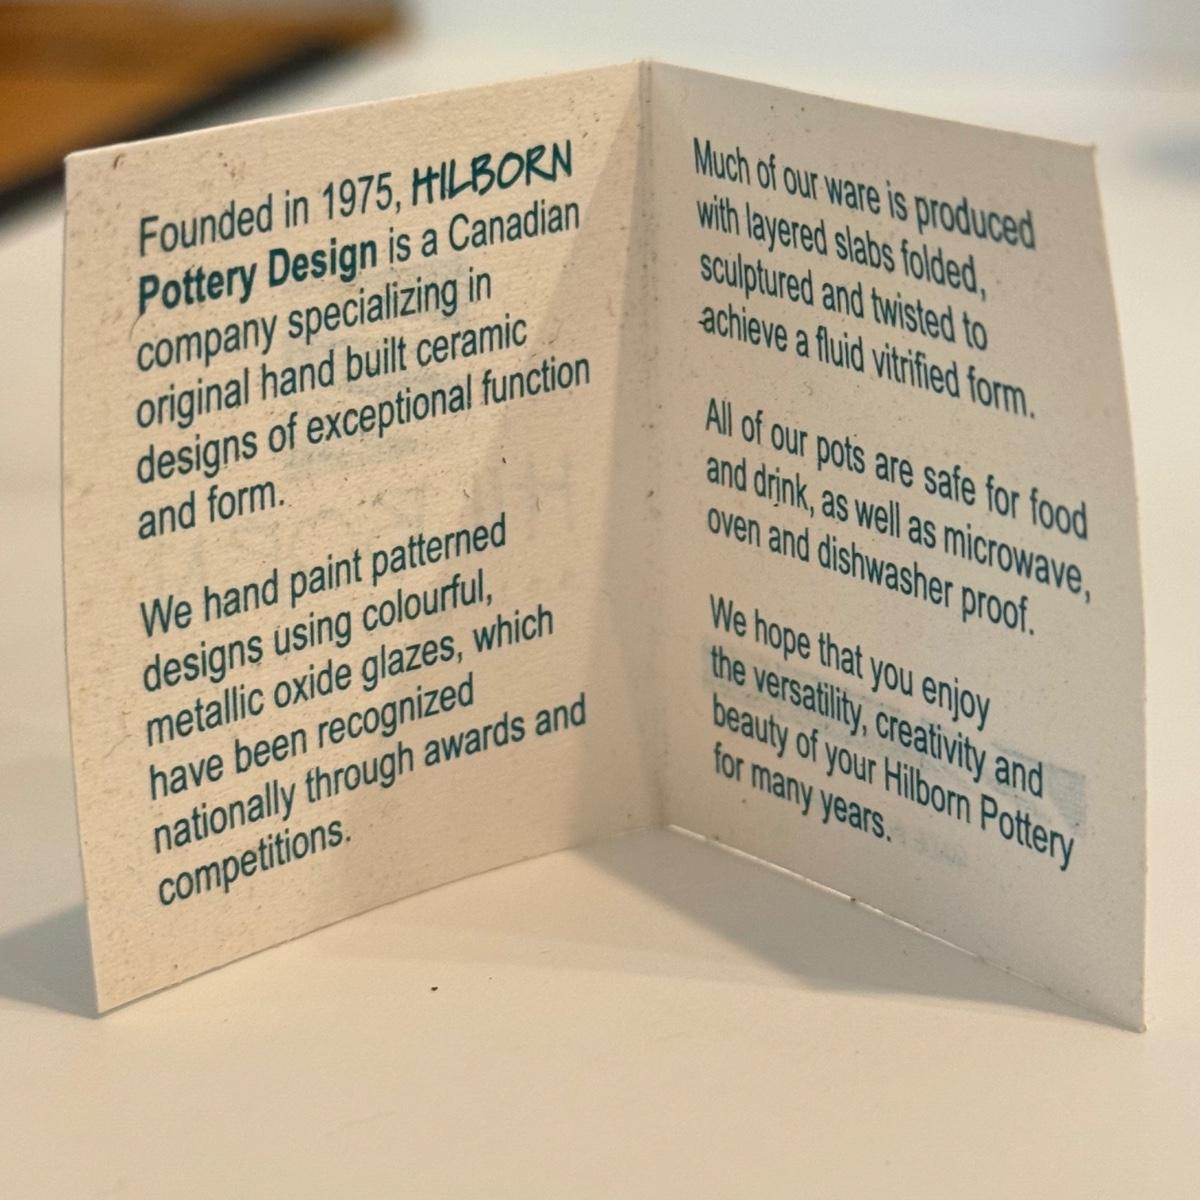 Founded in 1975, HILBORN
Pottery Design is a Canadian
company specializing in
original hand built ceramic
designs of exceptional function
and form.
We hand paint patterned
designs using colourful,
metallic oxide glazes, which
have been recognized
nationally through awards and
competitions.
Much of our ware is produced
with layered slabs folded,
sculptured and twisted to
achieve a fluid vitrified form.
All of our pots are safe for food
and drink, as well as microwave,
oven and dishwasher proof.
We hope that you enjoy
the versatility, creativity and
beauty of your Hilborn Pottery
for many years.